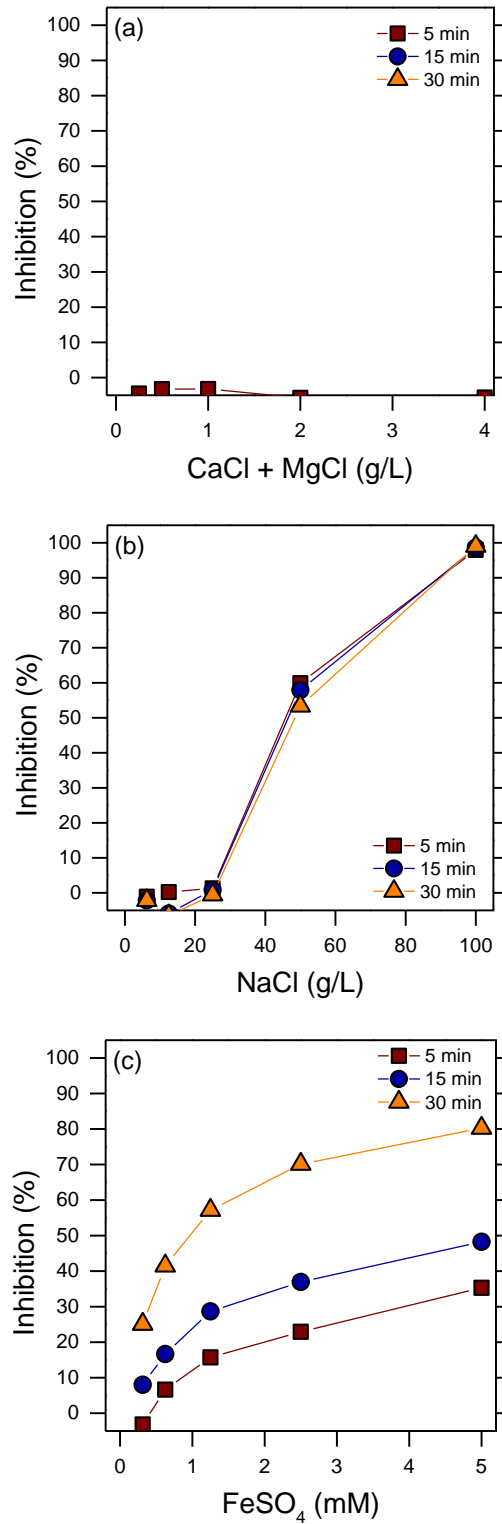 (a)
5 min
15 min
30 min
100
90
80
70
60
50
40
30
20
10
0
Inhibition (%)
0 1 2 3 4
CaCl + MgCl (g/L)
(b)
100
90
80
70
60
50
40
30
20
10
0
Inhibition (%)
5 min
15 min
30 min
0 20 40 60 80 100
NaCl (g/L)
(c)
5 min
15 min
30 min
100
90
80
70
60
50
40
30
20
10
0
Inhibition (%)
0 1 2 3 4 5
FeSO₄ (mM)